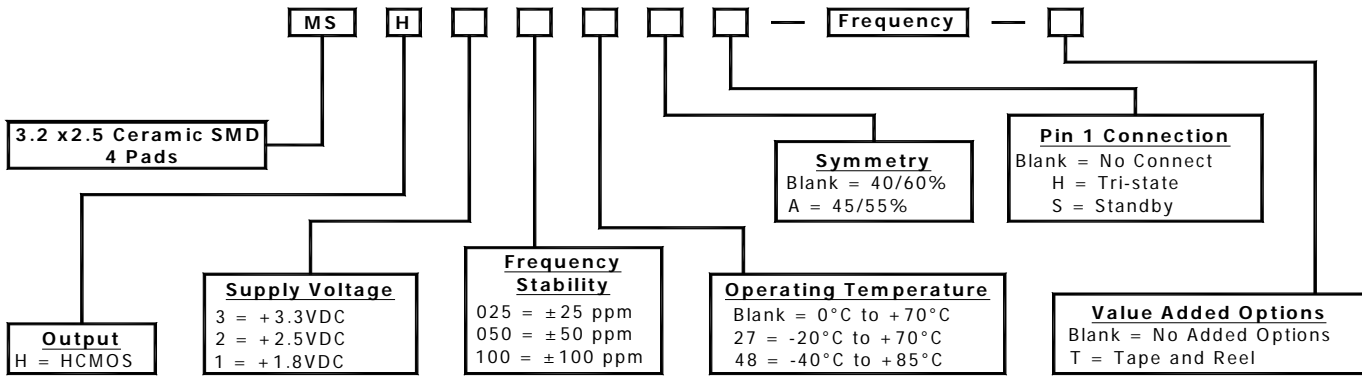 MS H — Frequency —
3.2 x2.5 Ceramic SMD
4 Pads
Output
H = HCMOS
Supply Voltage
3 = +3.3VDC
2 = +2.5VDC
1 = +1.8VDC
Frequency
Stability
025 = ±25 ppm
050 = ±50 ppm
100 = ±100 ppm
Operating Temperature
Blank = 0°C to +70°C
27 = -20°C to +70°C
48 = -40°C to +85°C
Symmetry
Blank = 40/60%
A = 45/55%
Pin 1 Connection
Blank = No Connect
H = Tri-state
S = Standby
Value Added Options
Blank = No Added Options
T = Tape and Reel